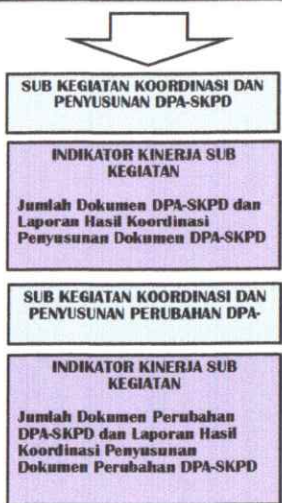 SUB KEGIATAN KOORDINASI DAN
PENYUSUNAN DPA-SKPD
INDIKATOR KINERJA SUB
KEGIATAN
Jumlah Dokumen DPA-SKPD dan
Laporan Hasil Koordinasi
Penyusunan Dokumen DPA-SKPD
SUB KEGIATAN KOORDINASI DAN
PENYUSUNAN PERUBAHAN DPA-
INDIKATOR KINERJA SUB
KEGIATAN
Jumlah Dokumen Perubahan
DPA-SKPD dan Laporan Hasil
Koordinasi Penyusunan
Dokumen Perubahan DPA-SKPD